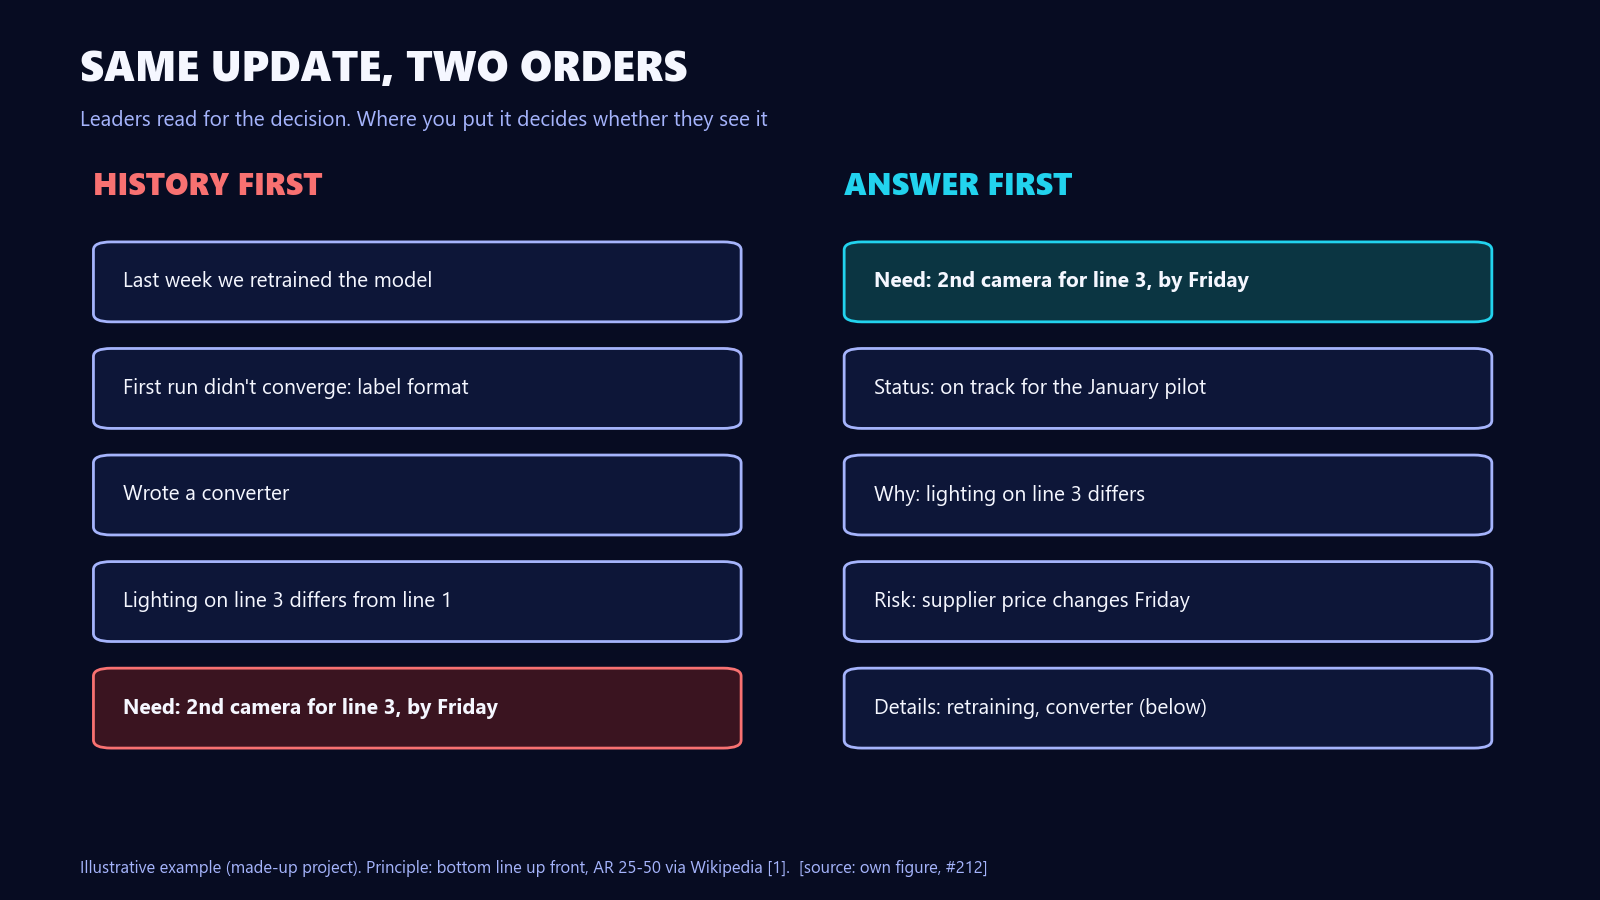 SAME UPDATE, TWO ORDERS
Leaders read for the decision. Where you put it decides whether they see it
HISTORY FIRST
Last week we retrained the model
First run didn't converge: label format
Wrote a converter
Lighting on line 3 differs from line 1
Need: 2nd camera for line 3, by Friday
ANSWER FIRST
Need: 2nd camera for line 3, by Friday
Status: on track for the January pilot
Why: lighting on line 3 differs
Risk: supplier price changes Friday
Details: retraining, converter (below)
Illustrative example (made-up project). Principle: bottom line up front, AR 25-50 via Wikipedia [1].  [source: own figure, #212]